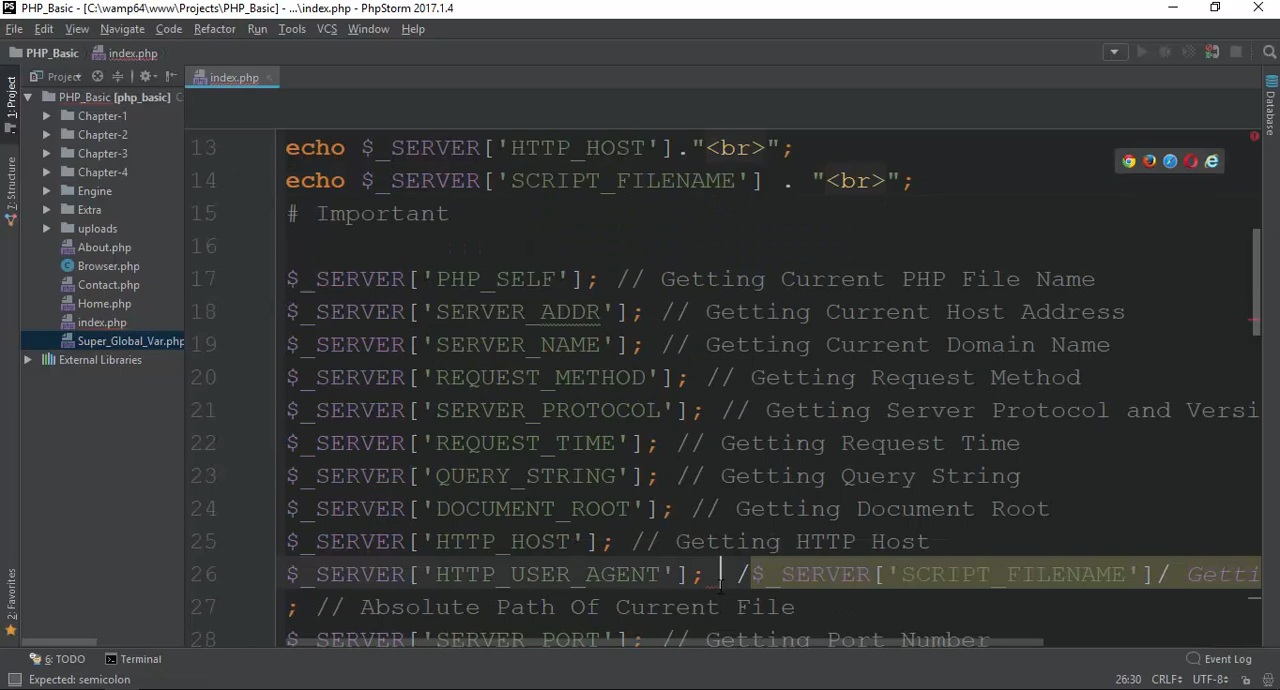 PHP_Basic - [C:\wamp64\www\Projects\PHP_Basic] - ...\index.php - PhpStorm 2017.1.4
File Edit View Navigate Code Refactor Run Tools VCS Window Help
PHP_Basic index.php
Project index.php
1: Project
7: Structure
2: Favorites
Database
PHP_Basic [php_basic] C
Chapter-1
Chapter-2
Chapter-3
Chapter-4
Engine
Extra
uploads
About.php
Browser.php
Contact.php
Home.php
index.php
Super_Global_Var.php
External Libraries
13 echo $_SERVER['HTTP_HOST']."<br>";
14 echo $_SERVER['SCRIPT_FILENAME'] . "<br>";
15 # Important
16
17 $_SERVER['PHP_SELF']; // Getting Current PHP File Name
18 $_SERVER['SERVER_ADDR']; // Getting Current Host Address
19 $_SERVER['SERVER_NAME']; // Getting Current Domain Name
20 $_SERVER['REQUEST_METHOD']; // Getting Request Method
21 $_SERVER['SERVER_PROTOCOL']; // Getting Server Protocol and Versi
22 $_SERVER['REQUEST_TIME']; // Getting Request Time
23 $_SERVER['QUERY_STRING']; // Getting Query String
24 $_SERVER['DOCUMENT_ROOT']; // Getting Document Root
25 $_SERVER['HTTP_HOST']; // Getting HTTP Host
26 $_SERVER['HTTP_USER_AGENT']; /$_SERVER['SCRIPT_FILENAME']/ Getti
27 ; // Absolute Path Of Current File
28 $_SERVER['SERVER_PORT']; // Getting Port Number
6: TODO Terminal Event Log
Expected: semicolon 26:30 CRLF UTF-8